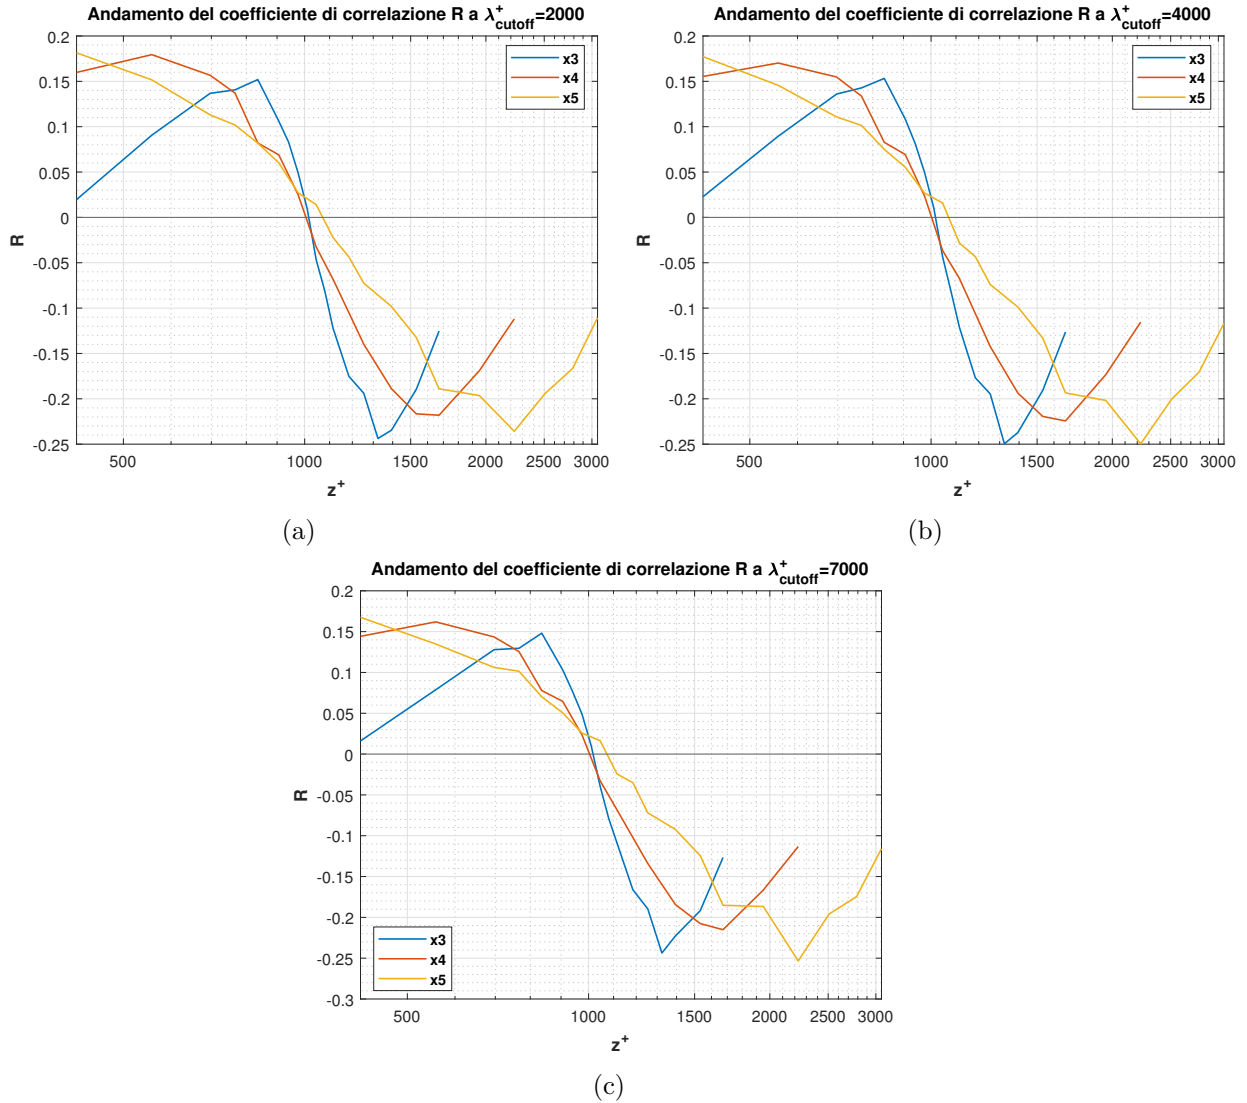 Andamento del coefficiente di correlazione R a λ⁺cutoff=2000
0.2
0.15
0.1
0.05
0
-0.05
-0.1
-0.15
-0.2
-0.25
R
500 1000 1500 2000 2500 3000
z⁺
x3
x4
x5
(a)
Andamento del coefficiente di correlazione R a λ⁺cutoff=4000
0.2
0.15
0.1
0.05
0
-0.05
-0.1
-0.15
-0.2
-0.25
R
500 1000 1500 2000 2500 3000
z⁺
x3
x4
x5
(b)
Andamento del coefficiente di correlazione R a λ⁺cutoff=7000
0.2
0.15
0.1
0.05
0
-0.05
-0.1
-0.15
-0.2
-0.25
-0.3
R
500 1000 1500 2000 2500 3000
z⁺
x3
x4
x5
(c)